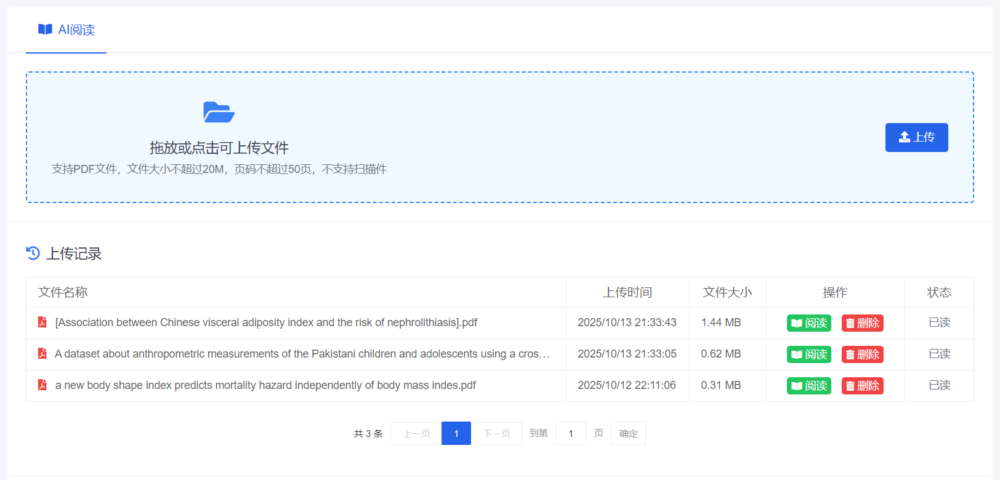 AI阅读
拖放或点击可上传文件
支持PDF文件，文件大小不超过20M，页码不超过50页，不支持扫描件
上传
上传记录
文件名称 上传时间 文件大小 操作 状态
[Association between Chinese visceral adiposity index and the risk of nephrolithiasis].pdf 2025/10/13 21:33:43 1.44 MB 阅读 删除 已读
A dataset about anthropometric measurements of the Pakistani children and adolescents using a cros… 2025/10/13 21:33:05 0.62 MB 阅读 删除 已读
a new body shape index predicts mortality hazard independently of body mass indes.pdf 2025/10/12 22:11:06 0.31 MB 阅读 删除 已读
共 3 条 上一页 1 下一页 到第 1 页 确定